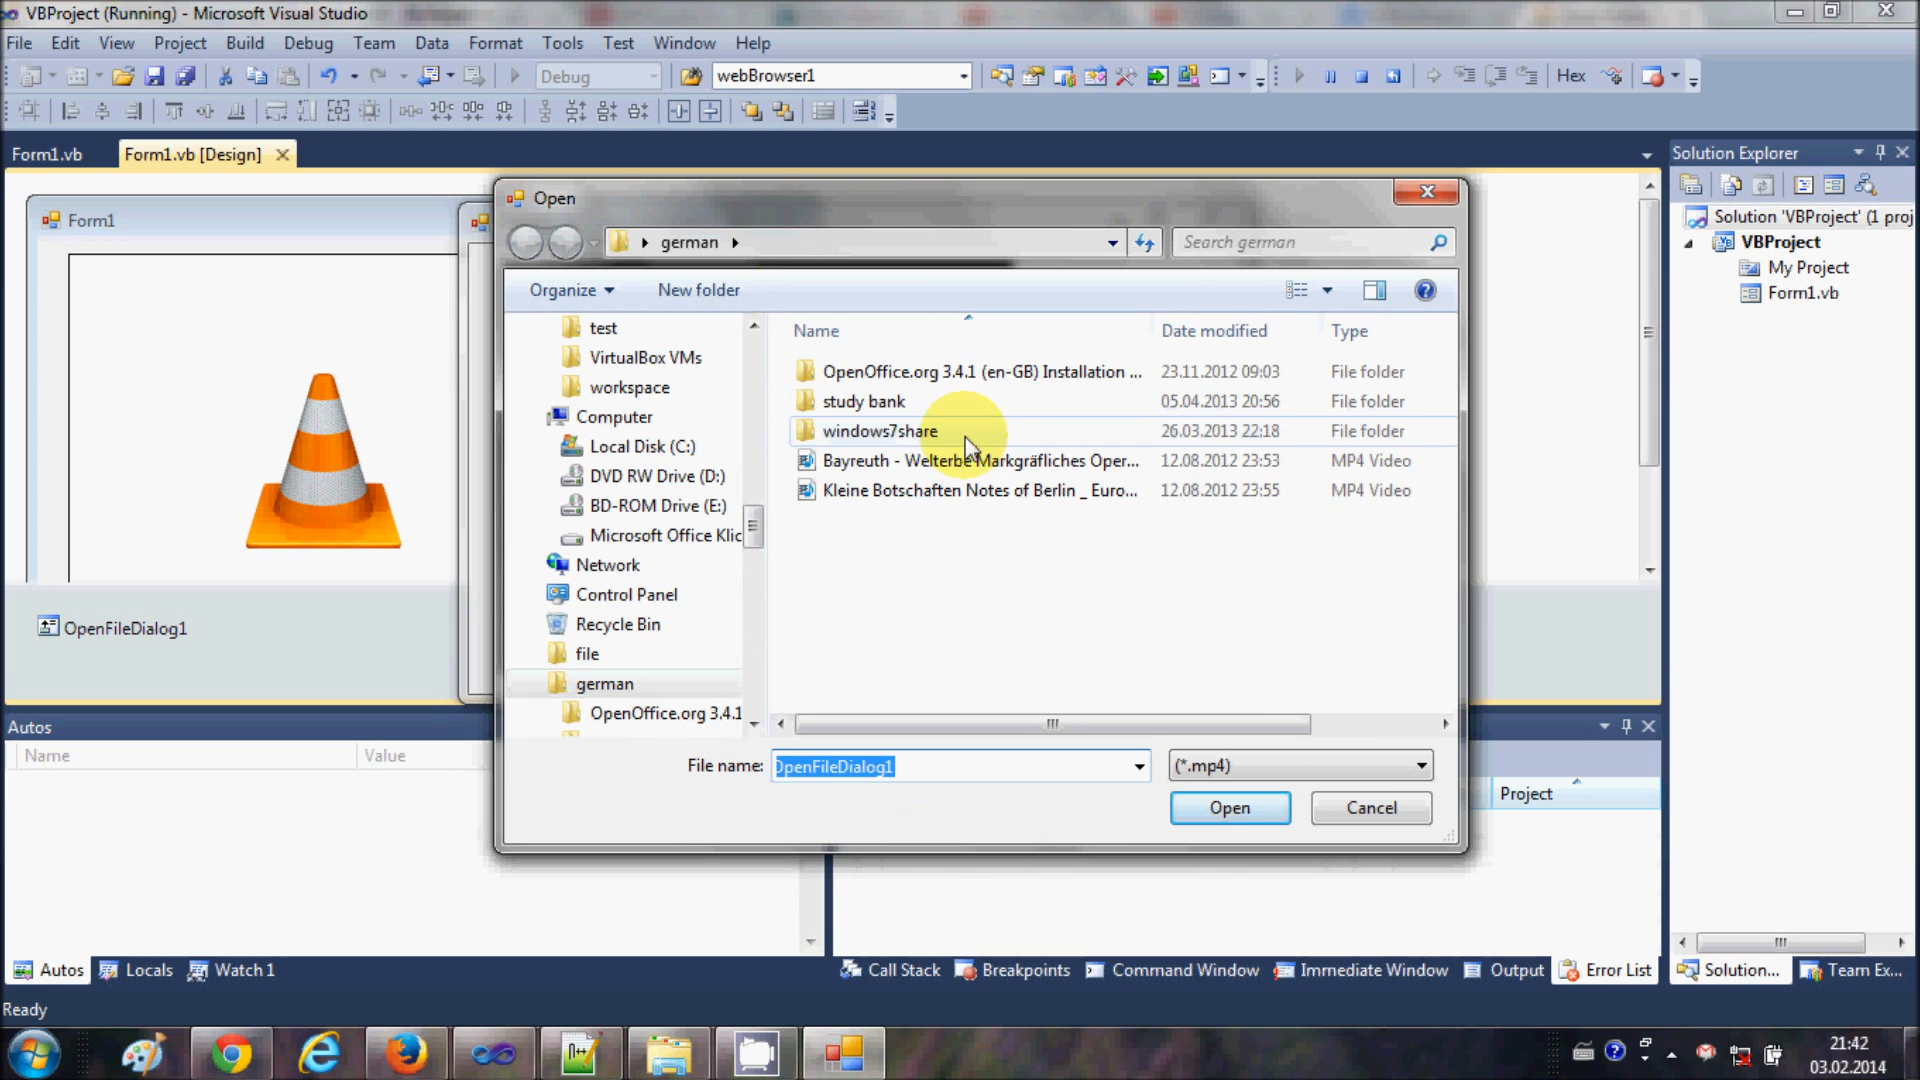 VBProject (Running) - Microsoft Visual Studio
File Edit View Project Build Debug Team Data Format Tools Test Window Help
Debug webBrowser1 Hex
Form1.vb Form1.vb [Design]
Solution Explorer
Form1
Open
german
Search german
Organize New folder
Name Date modified Type
test
VirtualBox VMs
workspace
Computer
Local Disk (C:)
DVD RW Drive (D:)
BD-ROM Drive (E:)
Microsoft Office Klic
Network
Control Panel
Recycle Bin
file
german
OpenOffice.org 3.4.1
OpenOffice.org 3.4.1 (en-GB) Installation ... 23.11.2012 09:03 File folder
study bank 05.04.2013 20:56 File folder
windows7share 26.03.2013 22:18 File folder
Bayreuth - Welterbe Markgräfliches Oper... 12.08.2012 23:53 MP4 Video
Kleine Botschaften Notes of Berlin _ Euro... 12.08.2012 23:55 MP4 Video
File name: OpenFileDialog1 (*.mp4)
Open Cancel
Solution 'VBProject' (1 proj
VBProject
My Project
Form1.vb
OpenFileDialog1
Autos
Name Value
Project
Autos Locals Watch 1
Call Stack Breakpoints Command Window Immediate Window Output Error List
Solution... Team Ex...
Ready
n++
21:42
03.02.2014